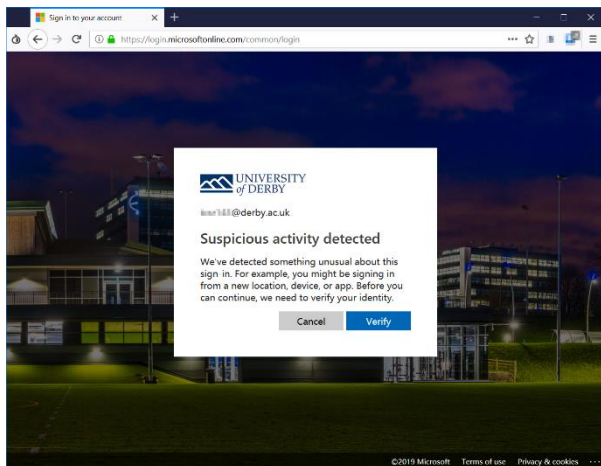 Sign in to your account
https://login.microsoftonline.com/common/login
UNIVERSITY
of DERBY
@derby.ac.uk
Suspicious activity detected
We've detected something unusual about this
sign-in. For example, you might be signing in
from a new location, device, or app. Before you
can continue, we need to verify your identity.
Cancel
Verify
©2019 Microsoft Terms of use Privacy & cookies ...